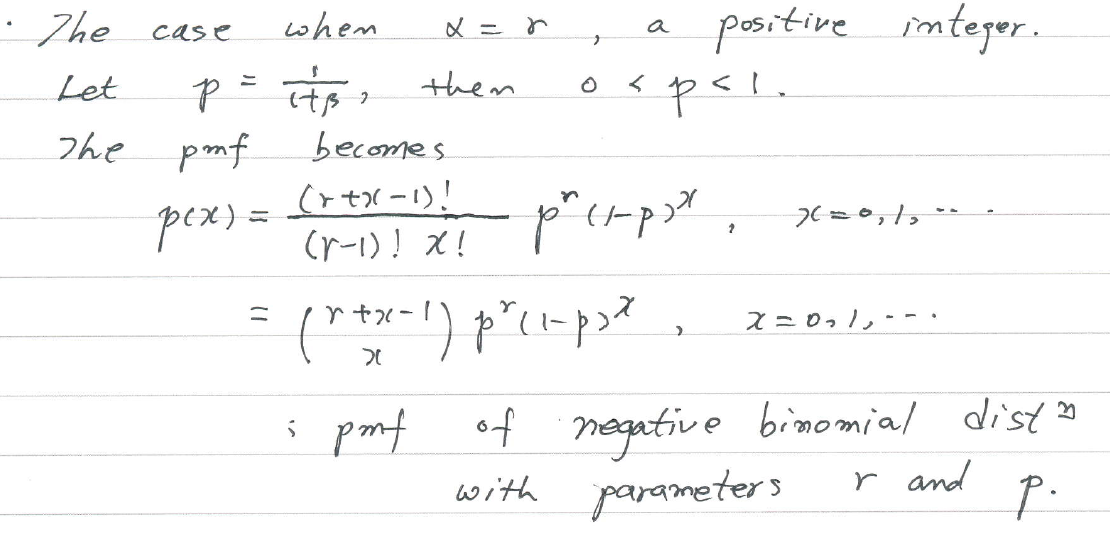 · The case when α = r, a positive integer.
Let p = 1/(1+β), then 0 < p < 1.
The pmf becomes
p(x) = (r+x-1)! / (r-1)! x! p^r (1-p)^x, x=0,1,...
= (r+x-1 x) p^r (1-p)^x, x=0,1,...
; pmf of negative binomial dist^n
with parameters r and p.